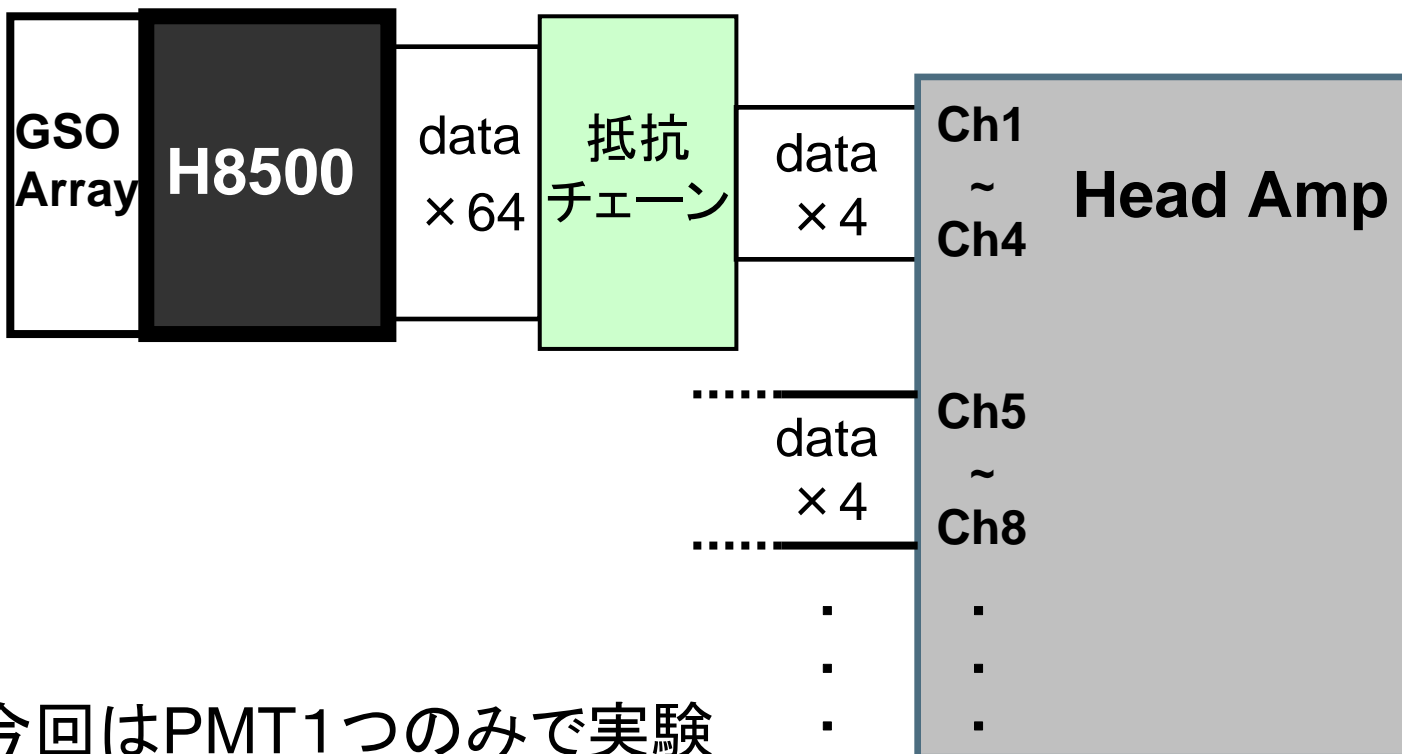 GSO
Array
H8500
data
×64
抵抗
チェーン
data
×4
Ch1
~
Ch4
Head Amp
data
×4
Ch5
~
Ch8
今回はPMT1つのみで実験